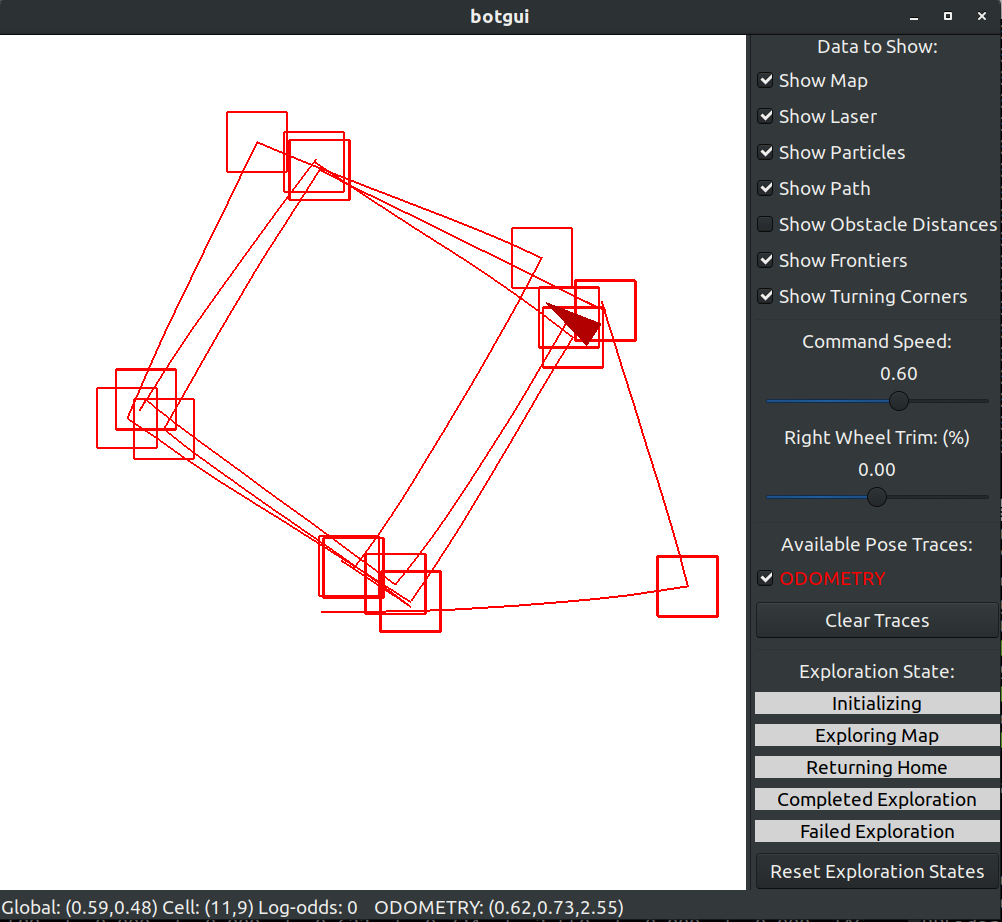 botgui
Data to Show:
Show Map
Show Laser
Show Particles
Show Path
Show Obstacle Distances
Show Frontiers
Show Turning Corners
Command Speed:
0.60
Right Wheel Trim: (%)
0.00
Available Pose Traces:
ODOMETRY
Clear Traces
Exploration State:
Initializing
Exploring Map
Returning Home
Completed Exploration
Failed Exploration
Reset Exploration States
Global: (0.59,0.48) Cell: (11,9) Log-odds: 0 ODOMETRY: (0.62,0.73,2.55)